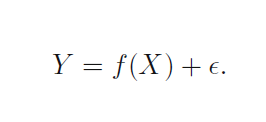 Y = f(X) + ϵ.